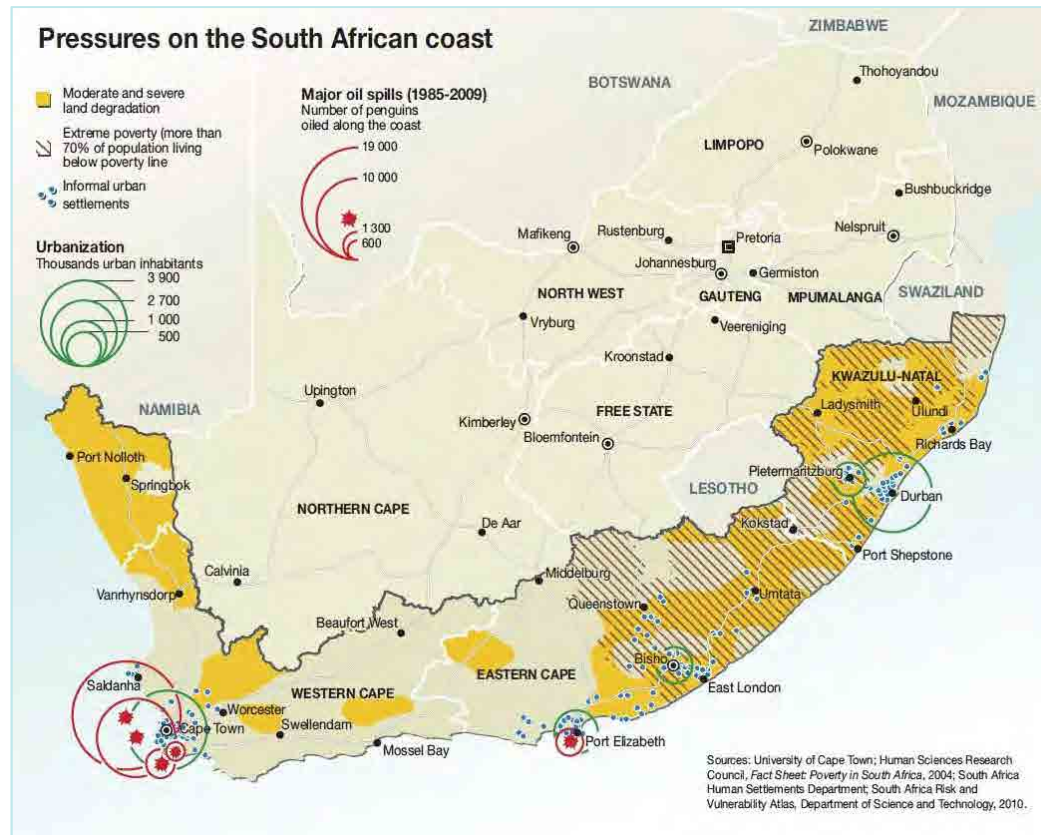 Pressures on the South African coast
Moderate and severe
land degradation
Extreme poverty (more than
70% of population living
below poverty line
Informal urban
settlements
Urbanization
Thousands urban inhabitants
3 900
2 700
1 000
500
Major oil spills (1985-2009)
Number of penguins
oiled along the coast
19 000
10 000
1 300
600
ZIMBABWE
BOTSWANA
MOZAMBIQUE
Thohoyandou
LIMPOPO
Polokwane
Bushbuckridge
Nelspruit
Mafikeng
Rustenburg
Pretoria
Johannesburg
Germiston
NORTH WEST
GAUTENG
MPUMALANGA
SWAZILAND
Vryburg
Veereniging
Kroonstad
KWAZULU-NATAL
NAMIBIA
Upington
Kimberley
FREE STATE
Bloemfontein
Ladysmith
Ulundi
Richards Bay
Port Nolloth
Springbok
Pietermaritzburg
LESOTHO
Durban
NORTHERN CAPE
De Aar
Kokstad
Port Shepstone
Calvinia
Middelburg
Vanrhynsdorp
Queenstown
Umtata
Beaufort West
Bisho
EASTERN CAPE
East London
Saldanha
WESTERN CAPE
Worcester
Cape Town
Swellendam
Mossel Bay
Port Elizabeth
Sources: University of Cape Town; Human Sciences Research
Council, Fact Sheet: Poverty in South Africa, 2004; South Africa
Human Settlements Department; South Africa Risk and
Vulnerability Atlas, Department of Science and Technology, 2010.